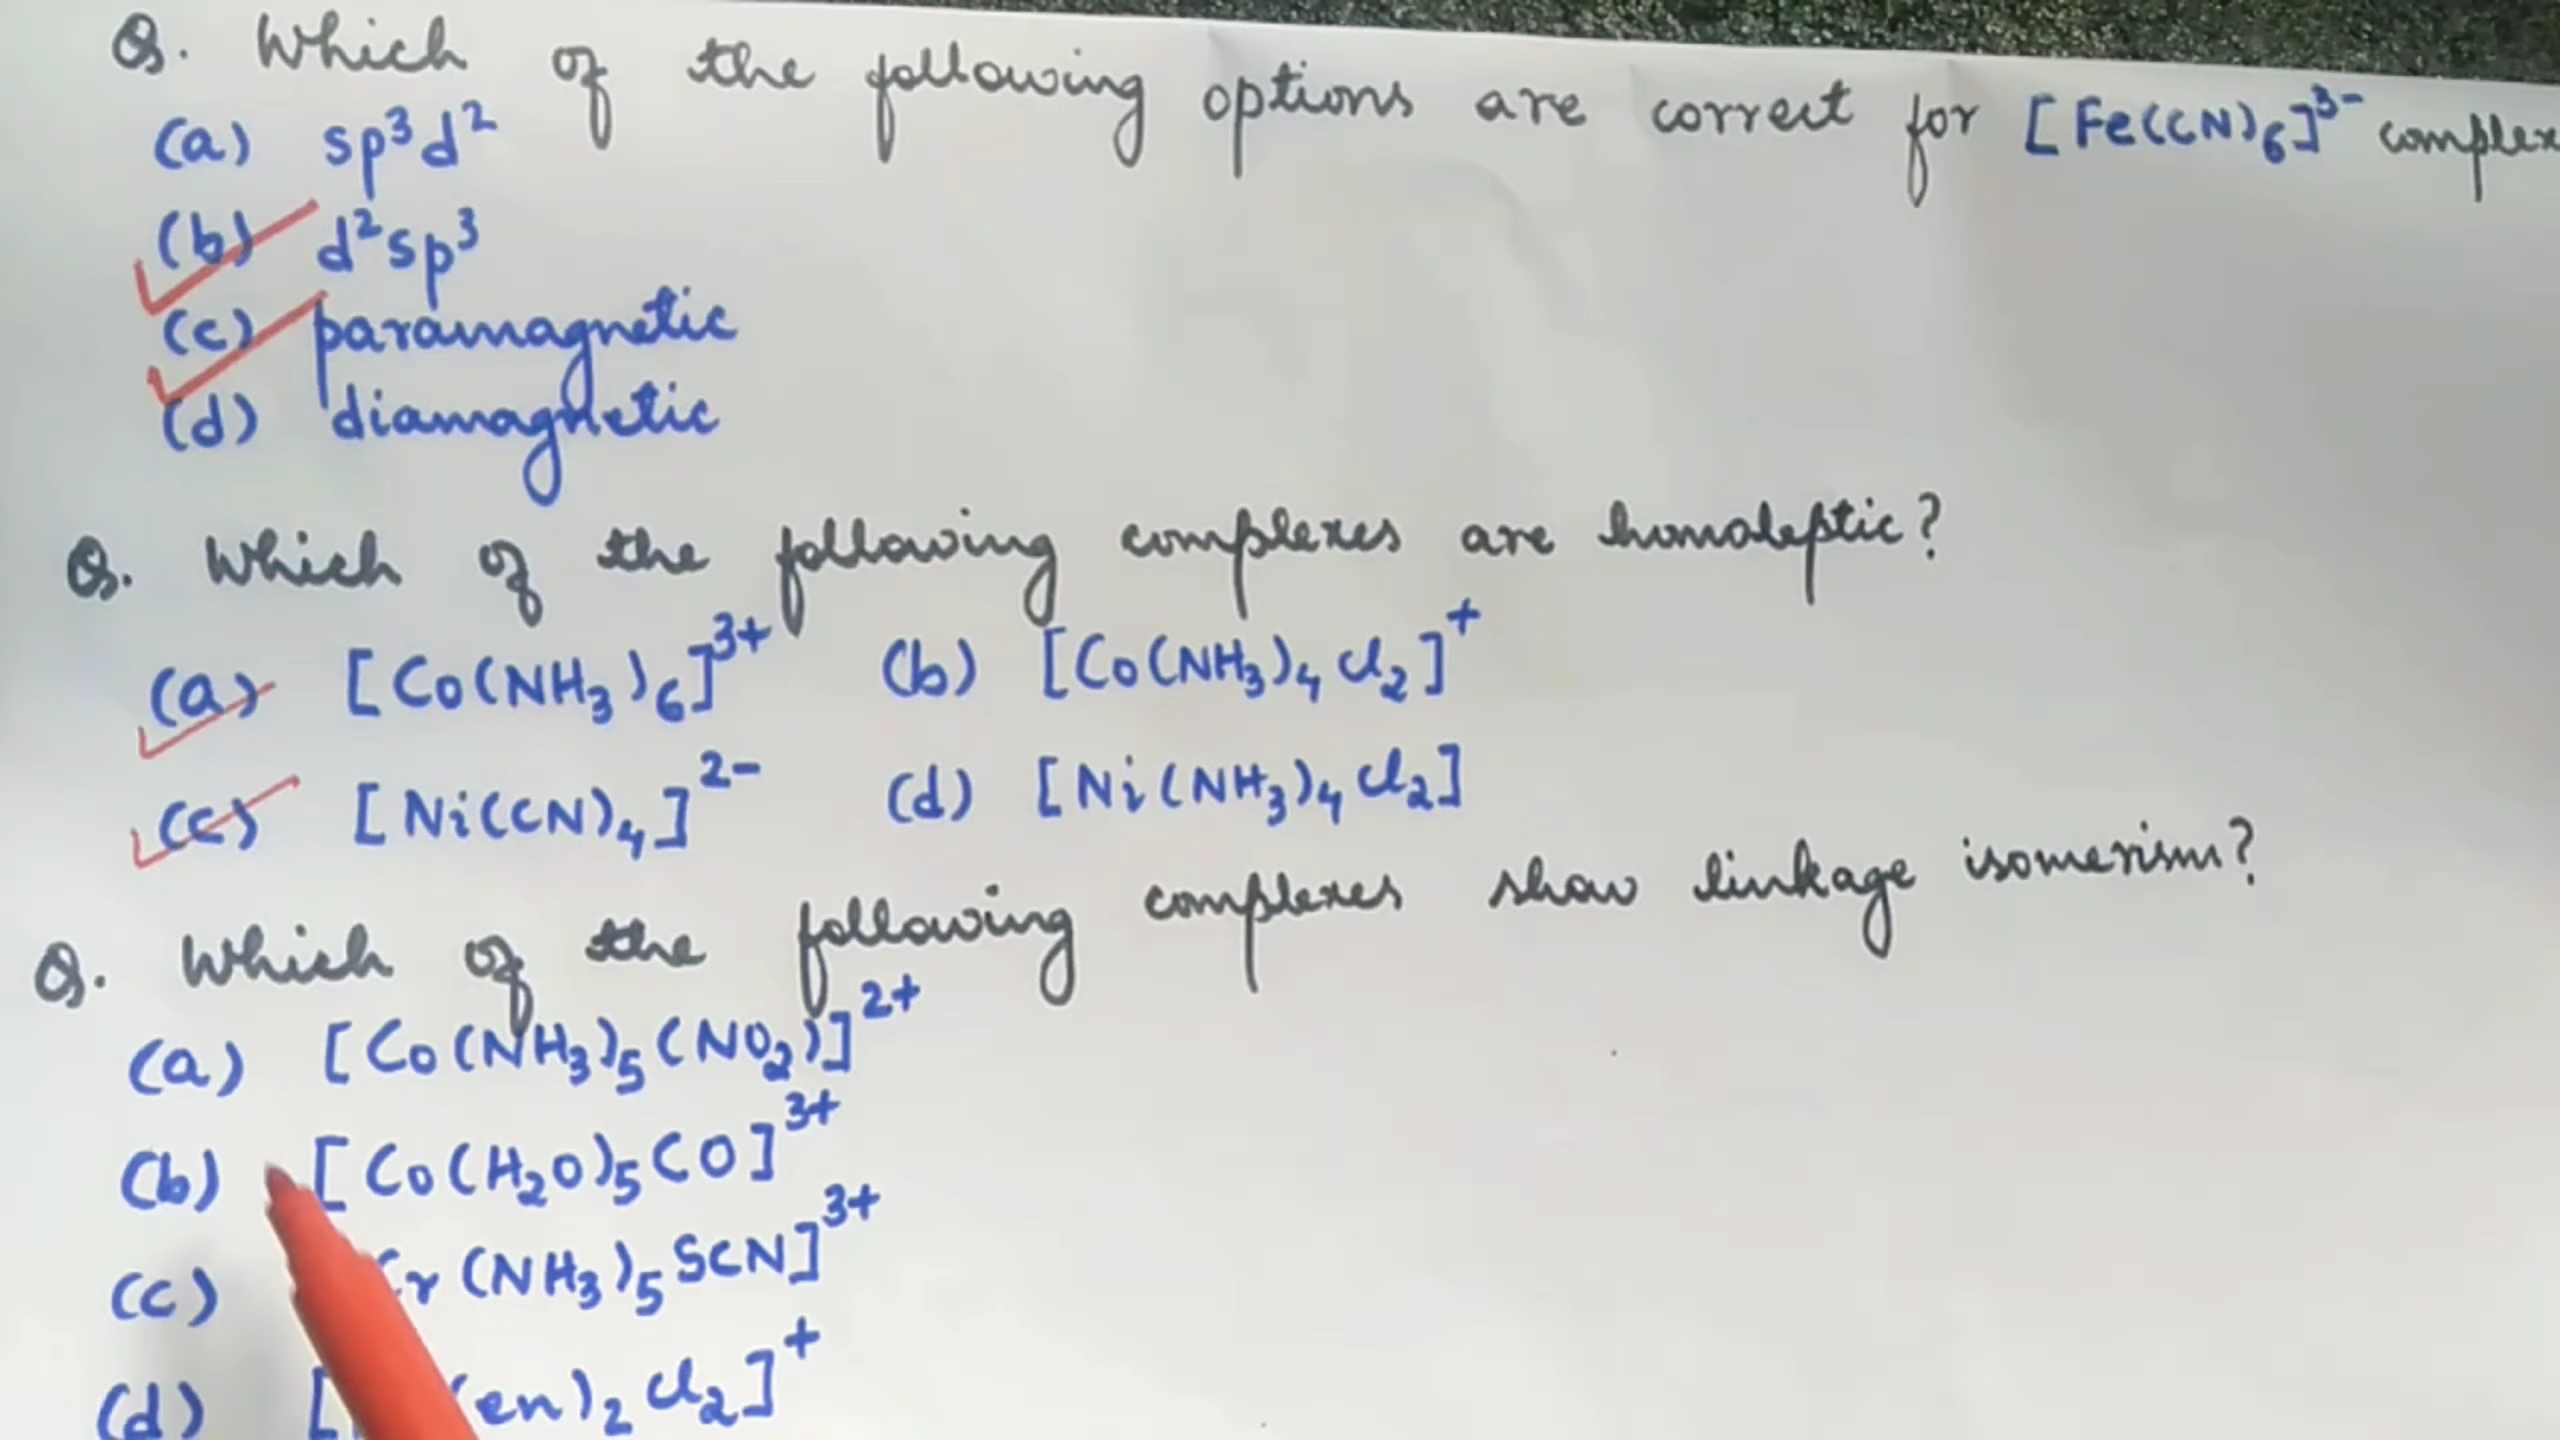 Q. Which of the following options are correct for [Fe(CN)6]3- complex
(a) sp3d2
(b) d2sp3
(c) paramagnetic
(d) diamagnetic
Q. Which of the following complexes are homoleptic?
(a) [Co(NH3)6]3+ (b) [Co(NH3)4Cl2]+
(c) [Ni(CN)4]2- (d) [Ni(NH3)4Cl2]
Q. Which of the following complexes show linkage isomerism?
(a) [Co(NH3)5(NO2)]2+
(b) [Co(H2O)5CO]3+
(c) Cr(NH3)5SCN]3+
(d) [ (en)2Cl2]+